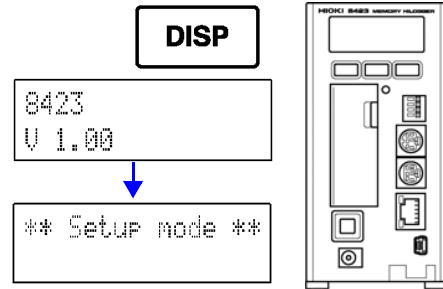 DISP
8423
V 1.00
** Setup mode **
HIOKI 8423 MEMORY HiLOGGER